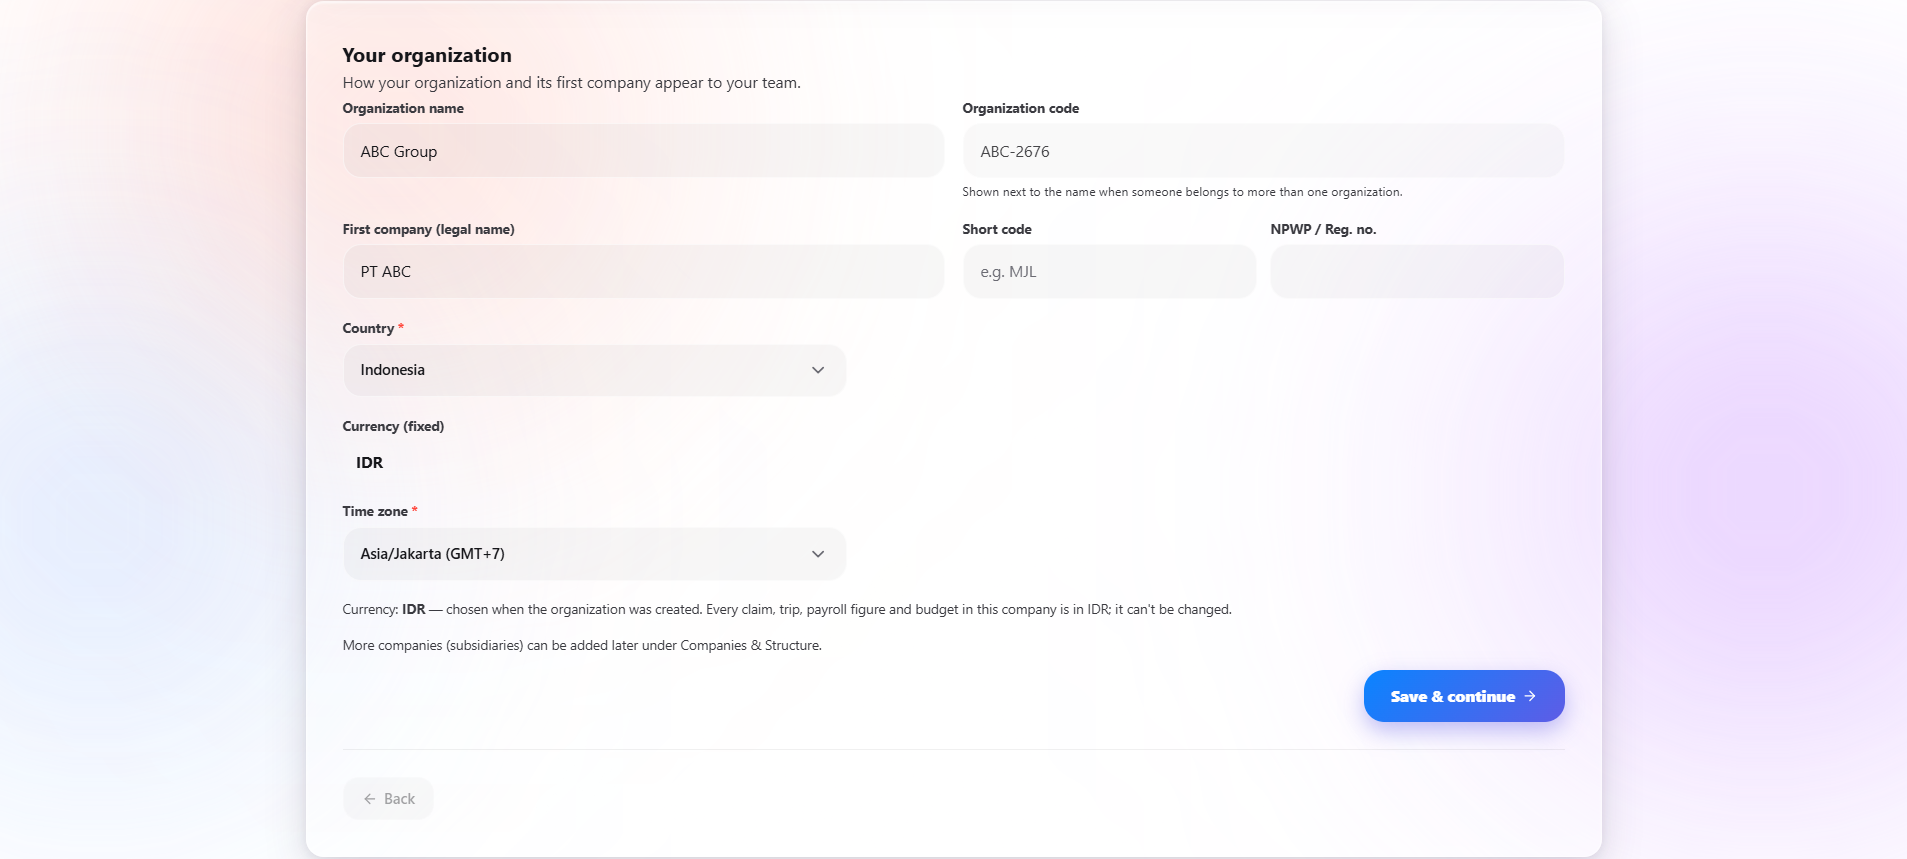 Your organization
How your organization and its first company appear to your team.
Organization name
Organization code
ABC Group
ABC-2676
Shown next to the name when someone belongs to more than one organization.
First company (legal name)
Short code
NPWP / Reg. no.
PT ABC
e.g. MJL
Country *
Indonesia
Currency (fixed)
IDR
Time zone *
Asia/Jakarta (GMT+7)
Currency: IDR — chosen when the organization was created. Every claim, trip, payroll figure and budget in this company is in IDR; it can't be changed.
More companies (subsidiaries) can be added later under Companies & Structure.
Save & continue →
← Back